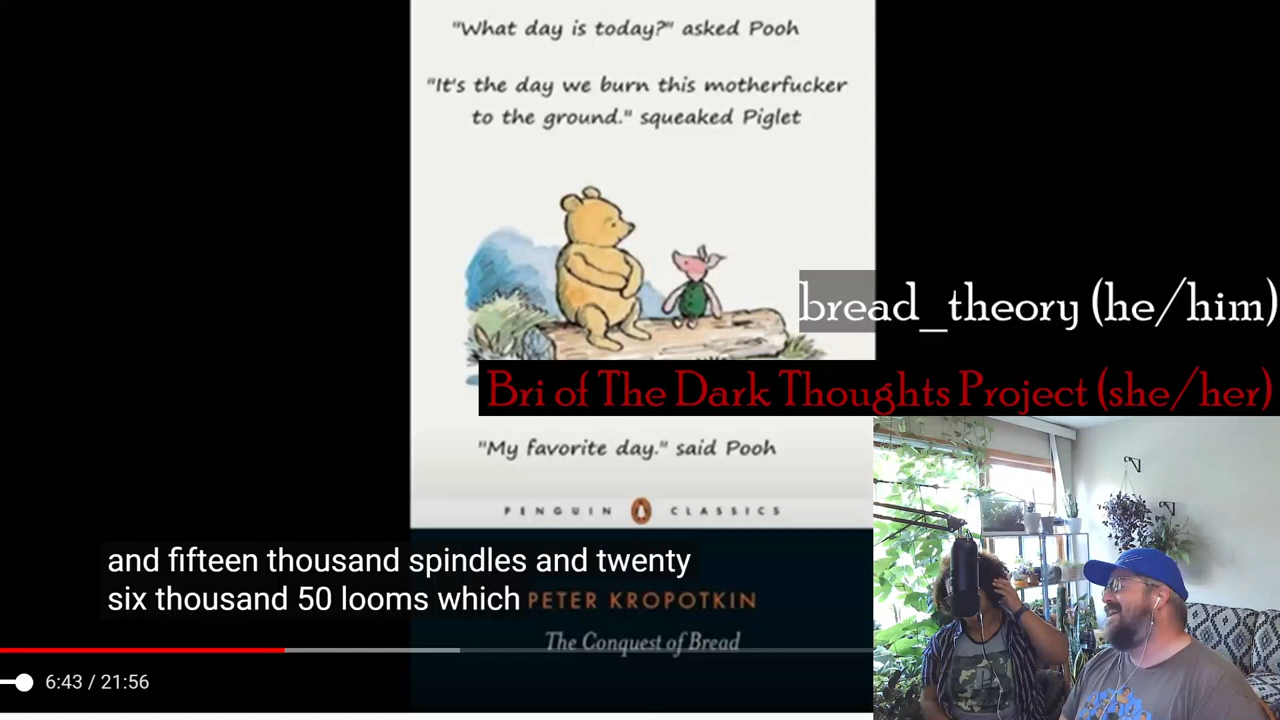 "What day is today?" asked Pooh
"It's the day we burn this motherfucker
to the ground." squeaked Piglet
bread_theory (he/him)
Bri of The Dark Thoughts Project (she/her)
"My favorite day." said Pooh
PENGUIN CLASSICS
and fifteen thousand spindles and twenty
six thousand 50 looms which
PETER KROPOTKIN
The Conquest of Bread
6:43 / 21:56